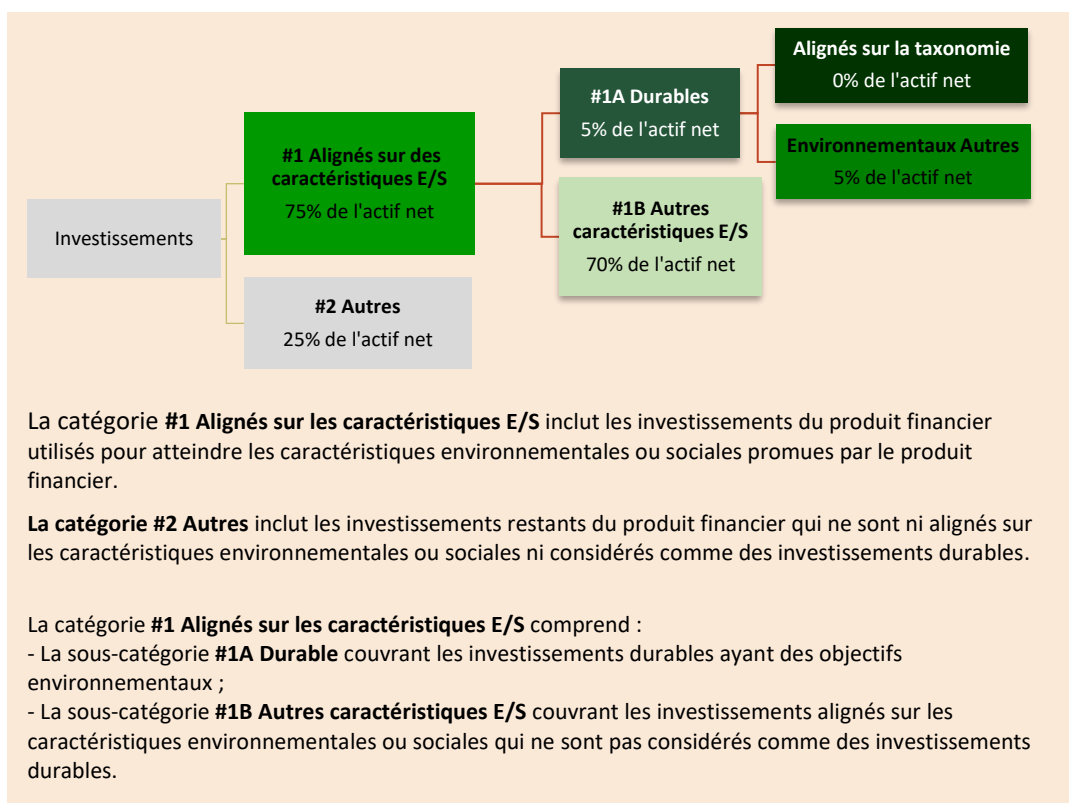 Alignés sur la taxonomie
0% de l'actif net
#1A Durables
5% de l'actif net
Environnementaux Autres
5% de l'actif net
#1 Alignés sur des
caractéristiques E/S
75% de l'actif net
#1B Autres
caractéristiques E/S
70% de l'actif net
Investissements
#2 Autres
25% de l'actif net
La catégorie #1 Alignés sur les caractéristiques E/S inclut les investissements du produit financier
utilisés pour atteindre les caractéristiques environnementales ou sociales promues par le produit
financier.
La catégorie #2 Autres inclut les investissements restants du produit financier qui ne sont ni alignés sur
les caractéristiques environnementales ou sociales ni considérés comme des investissements durables.
La catégorie #1 Alignés sur les caractéristiques E/S comprend :
- La sous-catégorie #1A Durable couvrant les investissements durables ayant des objectifs
environnementaux ;
- La sous-catégorie #1B Autres caractéristiques E/S couvrant les investissements alignés sur les
caractéristiques environnementales ou sociales qui ne sont pas considérés comme des investissements
durables.